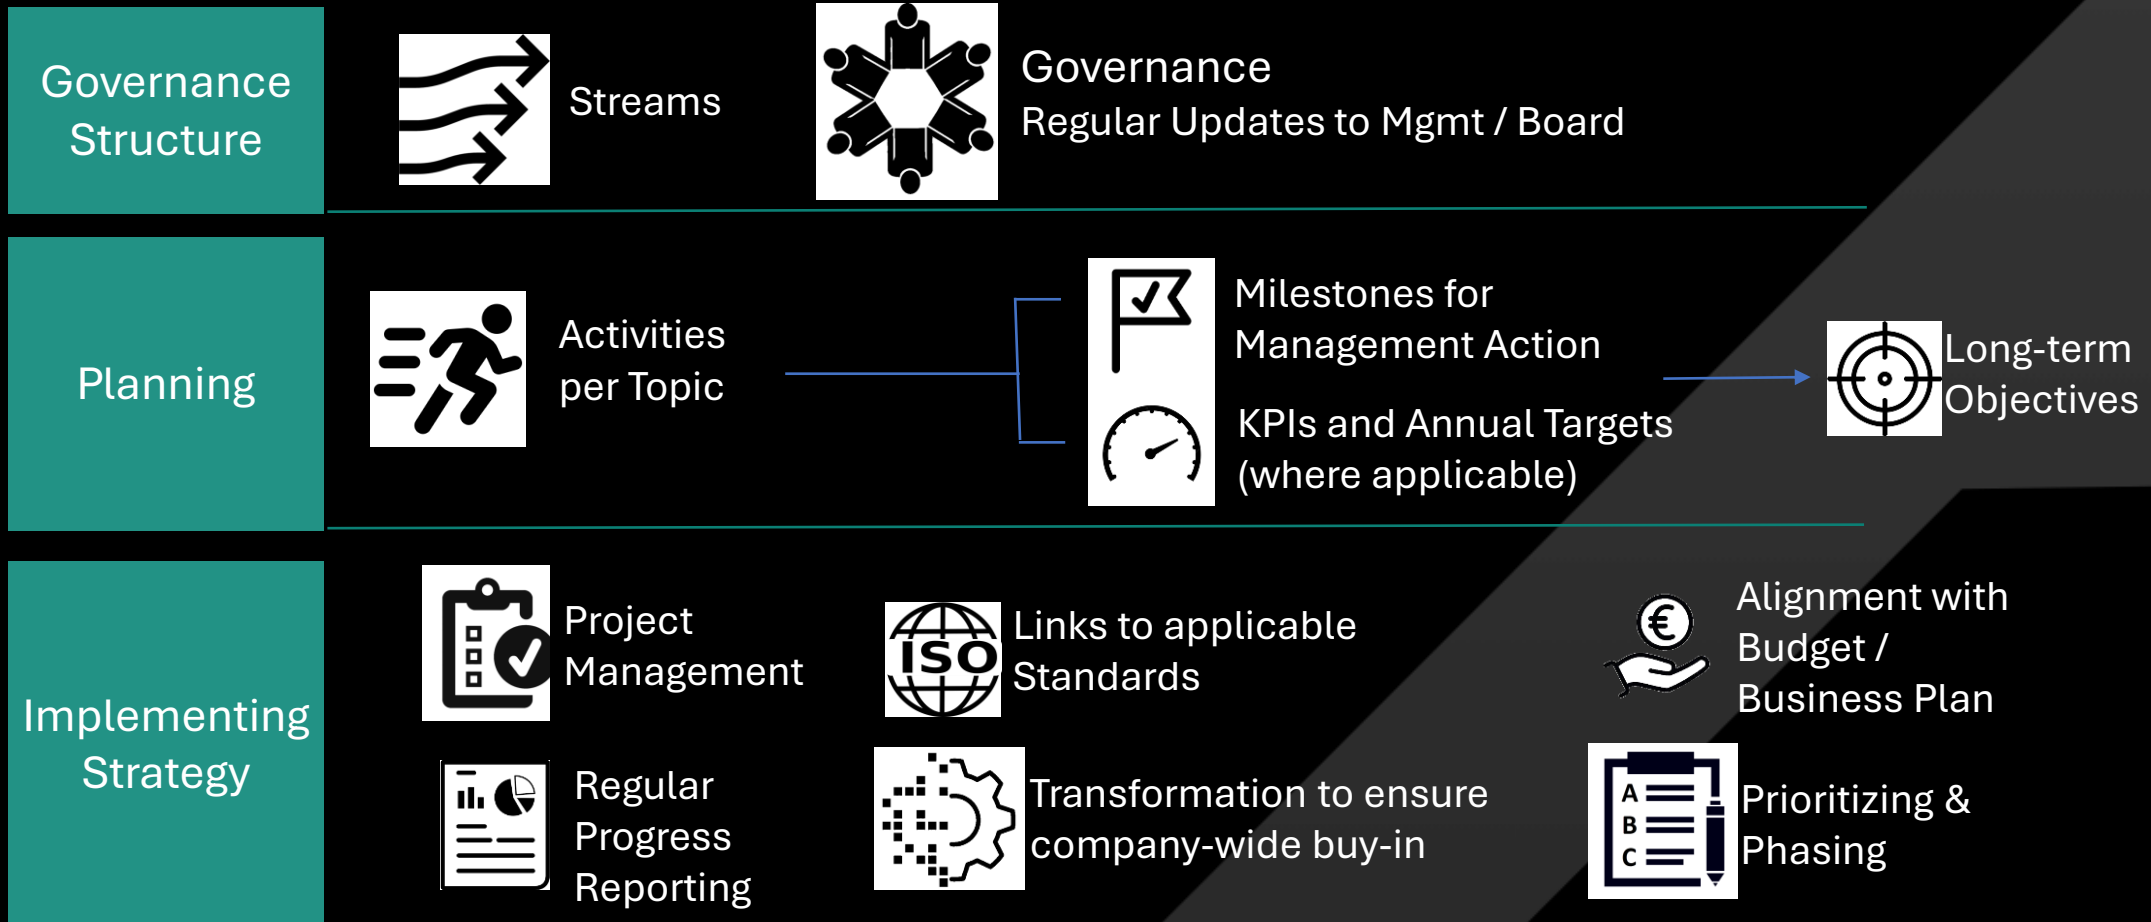 Governance
Structure
Streams
Governance
Regular Updates to Mgmt / Board
Planning
Activities
per Topic
Milestones for
Management Action
KPIs and Annual Targets
(where applicable)
Long-term
Objectives
Implementing
Strategy
Project
Management
ISO
Links to applicable
Standards
€
Alignment with
Budget /
Business Plan
Regular
Progress
Reporting
Transformation to ensure
company-wide buy-in
A
B
C
Prioritizing &
Phasing